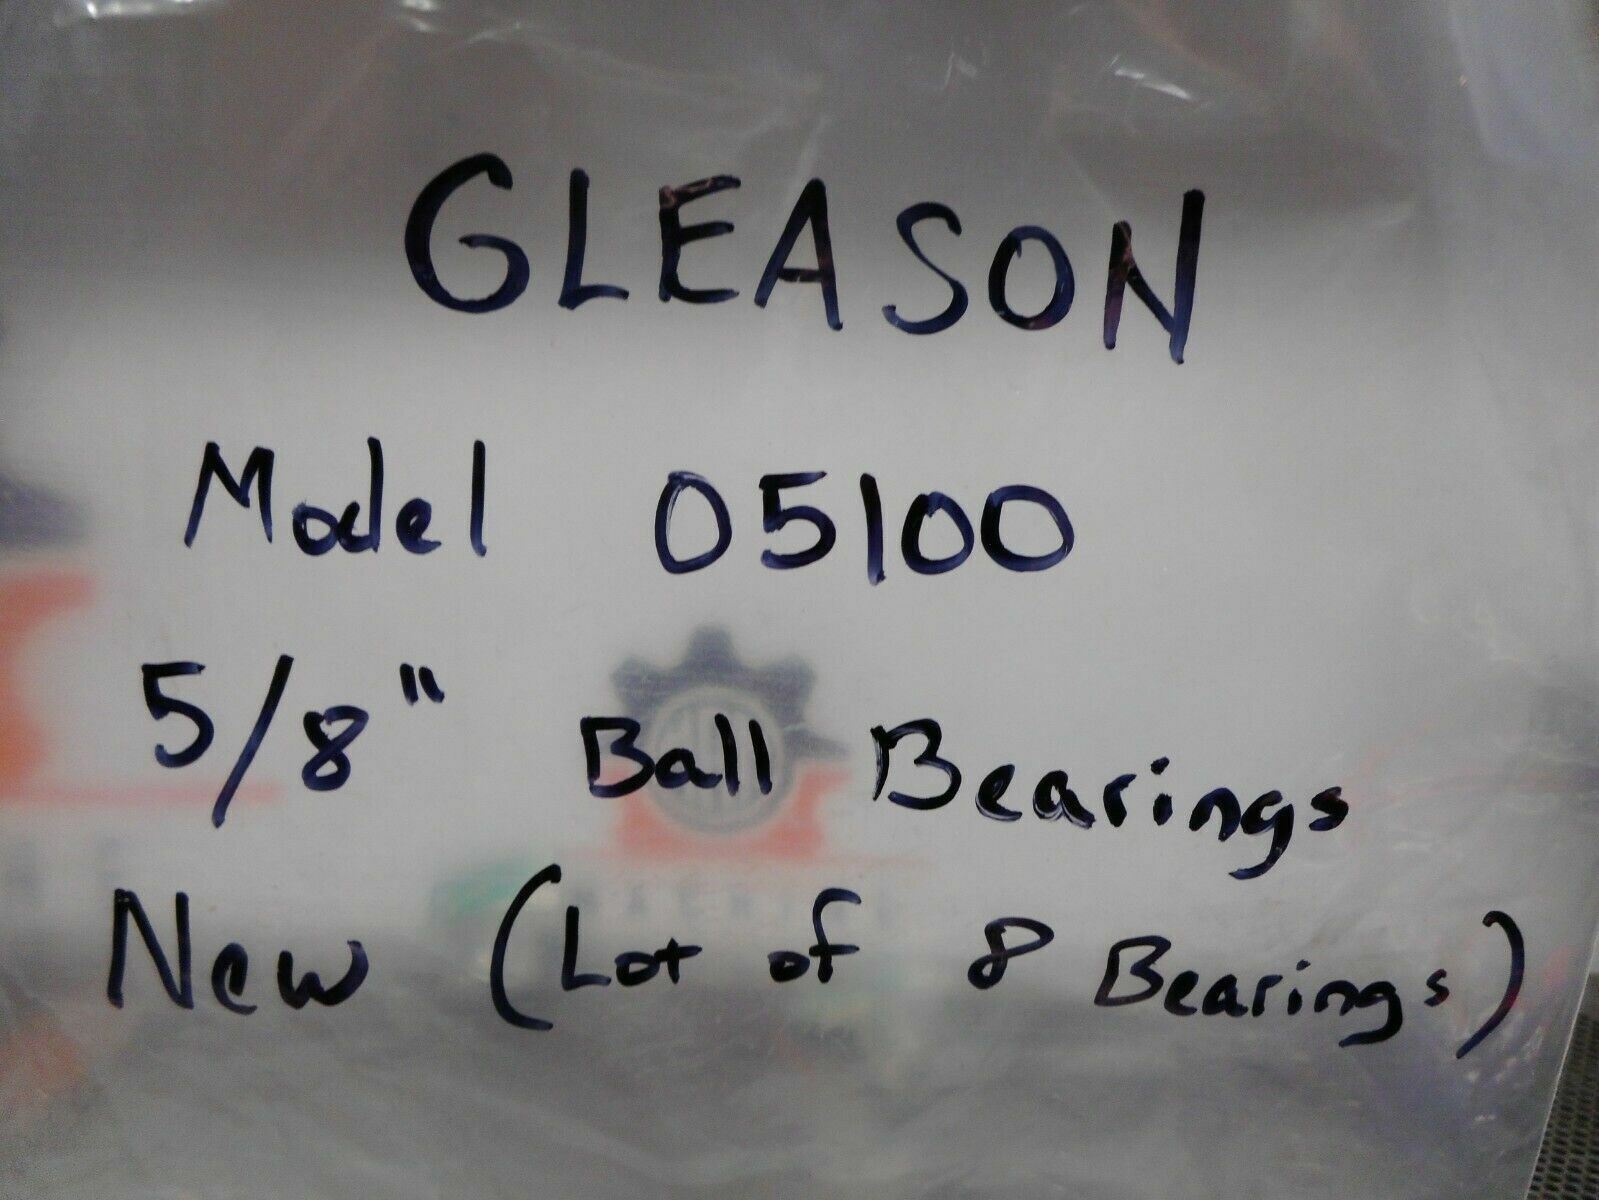 GLEASON
Model 05100
5/8" Ball Bearings
New (Lot of 8 Bearings)